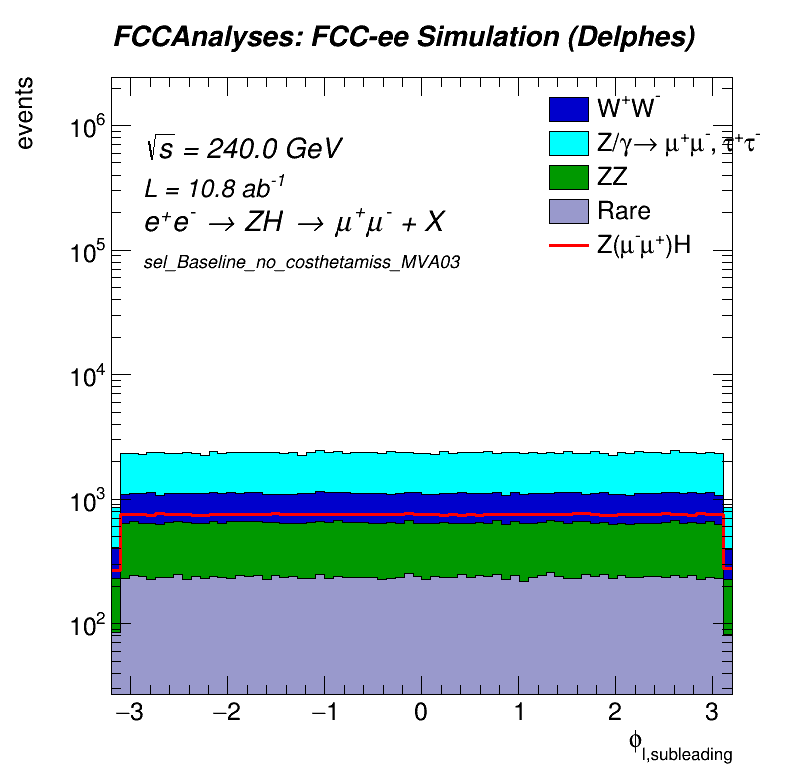 FCCAnalyses: FCC-ee Simulation (Delphes)
events
√s = 240.0 GeV
L = 10.8 ab⁻¹
e⁺e⁻ → ZH → μ⁺μ⁻ + X
sel_Baseline_no_costhetamiss_MVA03
W⁺W⁻
Z/γ→ μ⁺μ⁻, τ⁺τ⁻
ZZ
Rare
Z(μ⁻μ⁺)H
10⁶
10⁵
10⁴
10³
10²
−3 −2 −1 0 1 2 3
ϕ_l,subleading